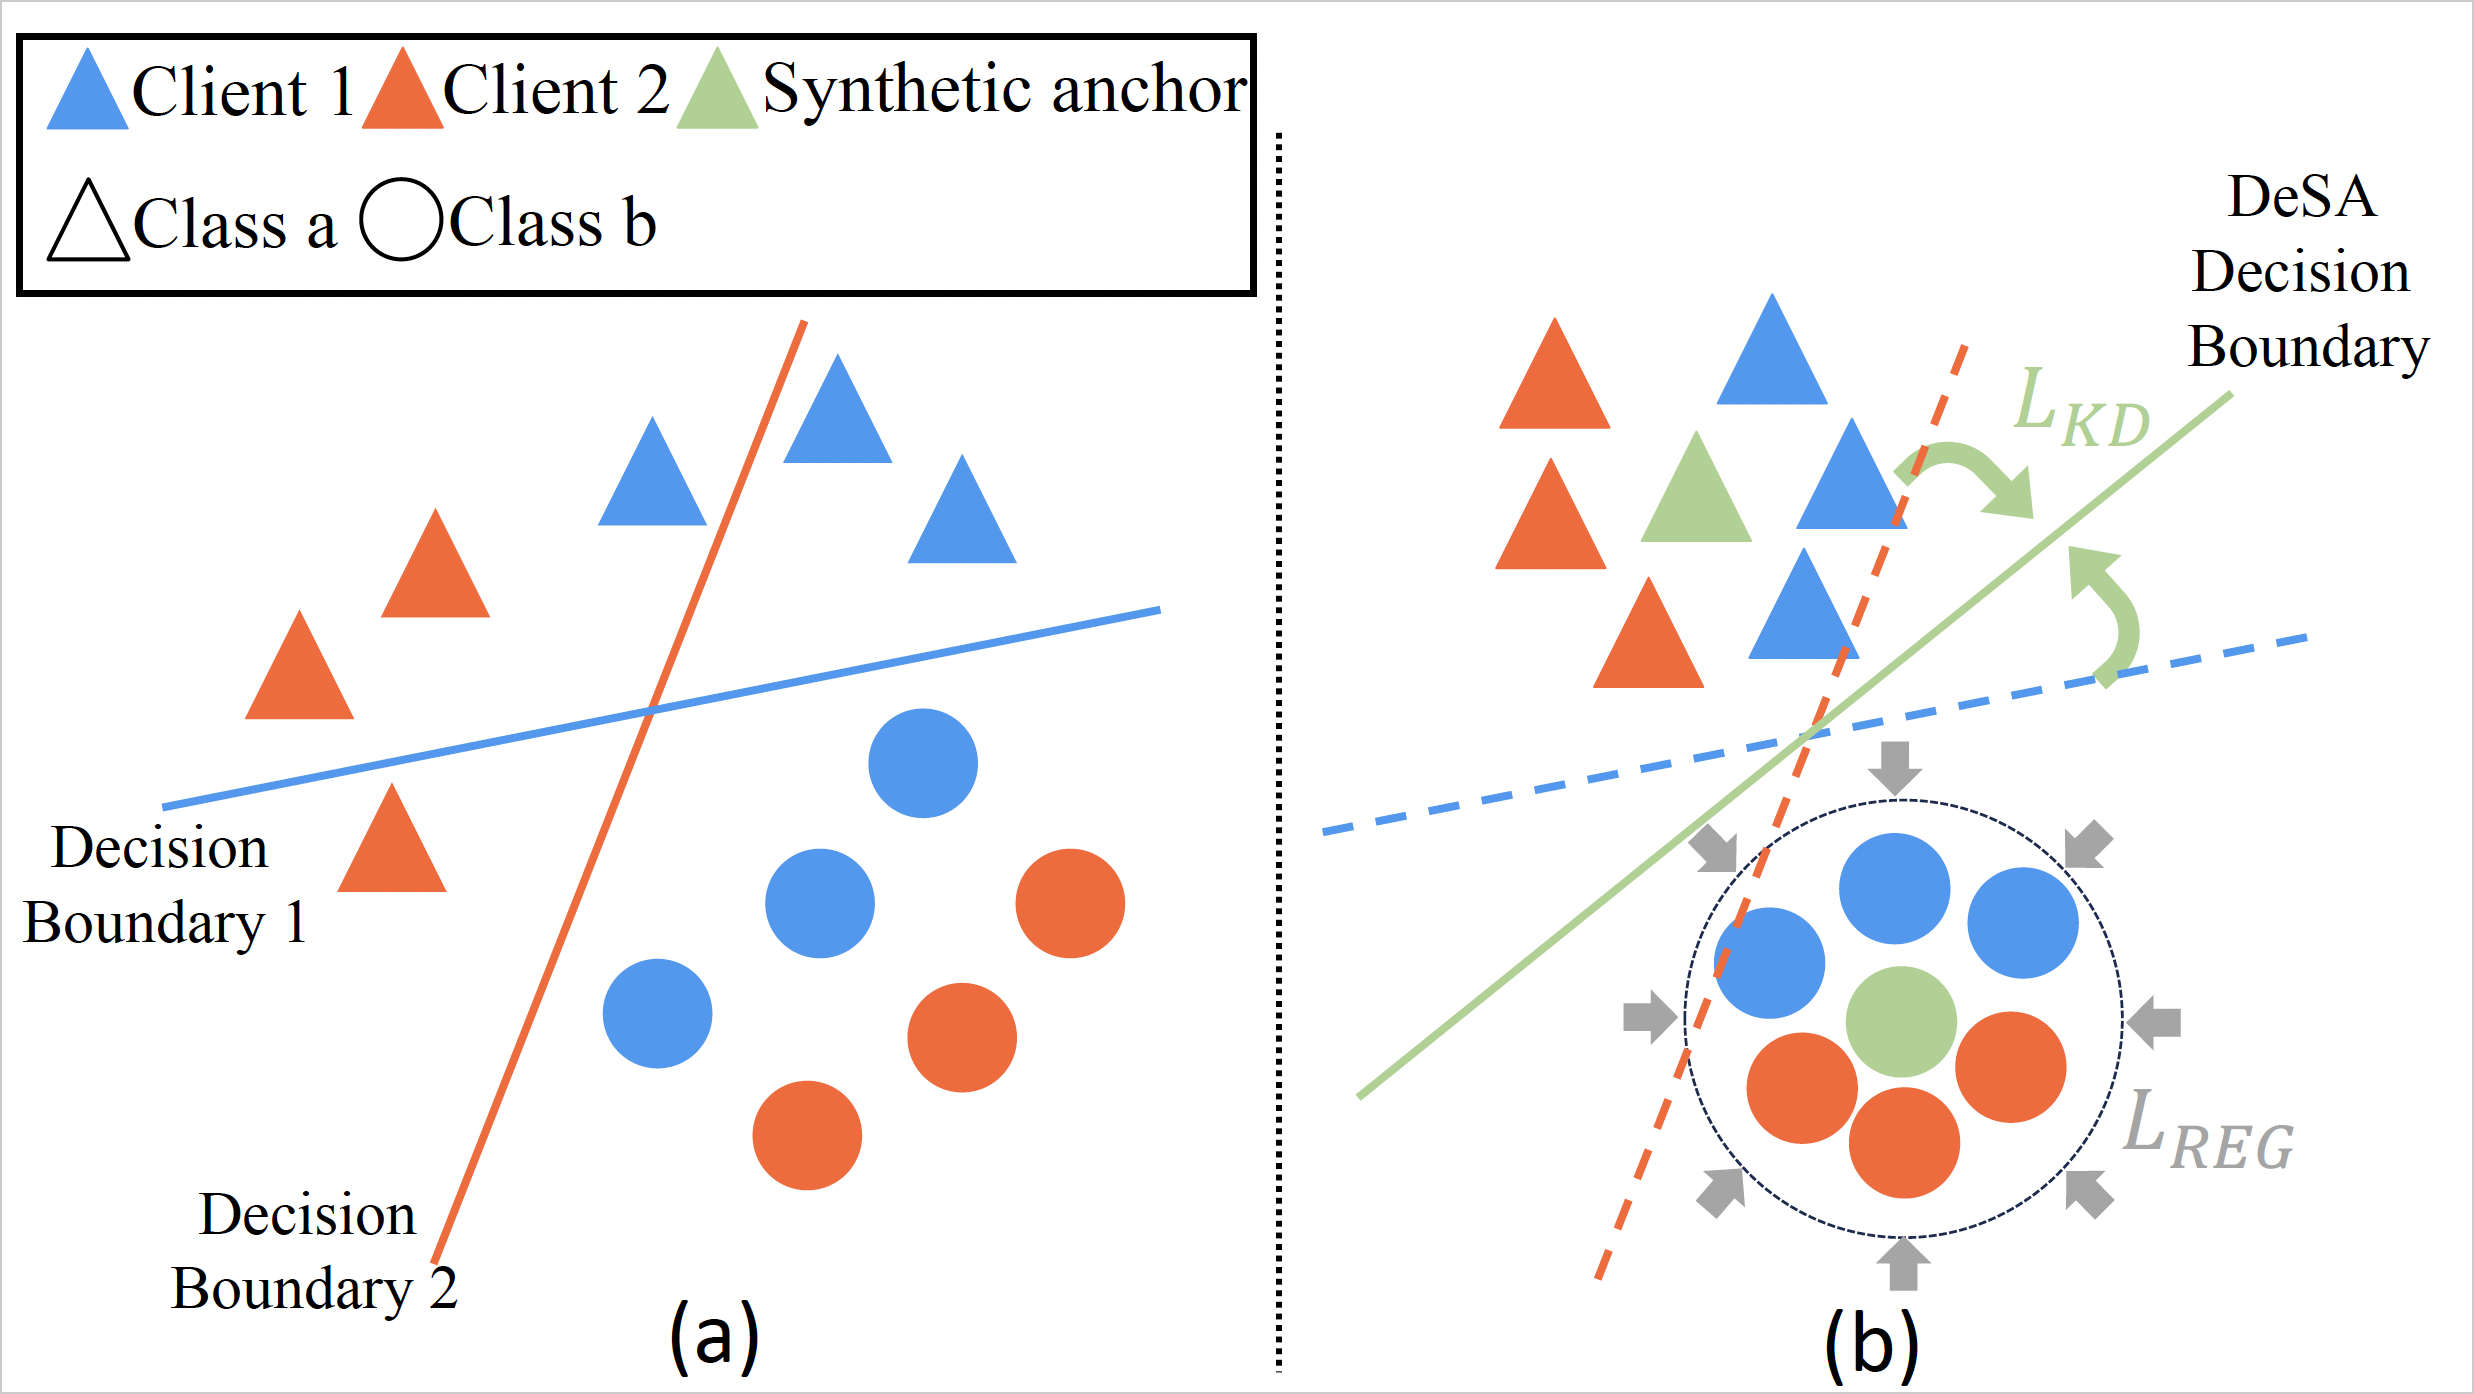 Client 1 Client 2 Synthetic anchor
Class a Class b
Decision
Boundary 1
Decision
Boundary 2
(a)
DeSA
Decision
Boundary
L_{KD}
L_{REG}
(b)